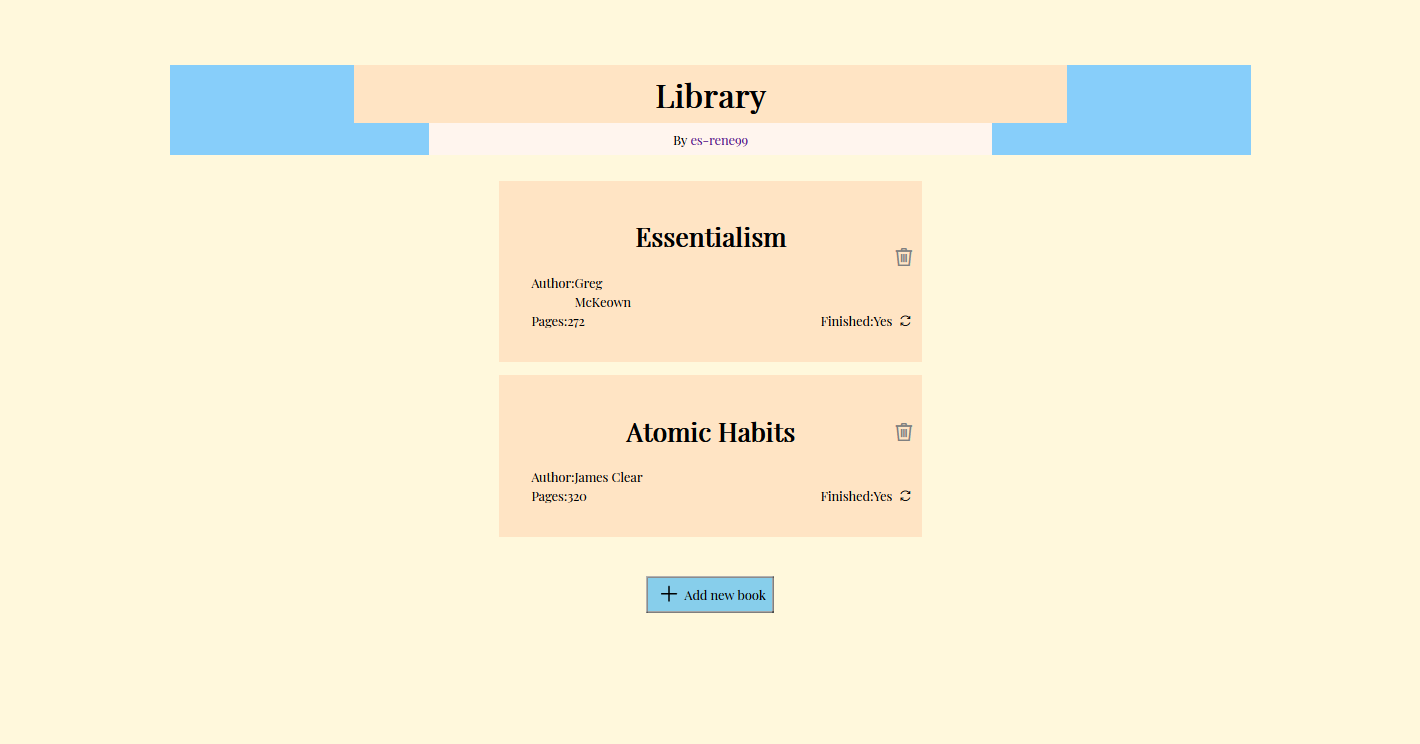 Library
By es-rene99
Essentialism
Author:Greg
McKeown
Pages:272
Finished:Yes
Atomic Habits
Author:James Clear
Pages:320
Finished:Yes
Add new book